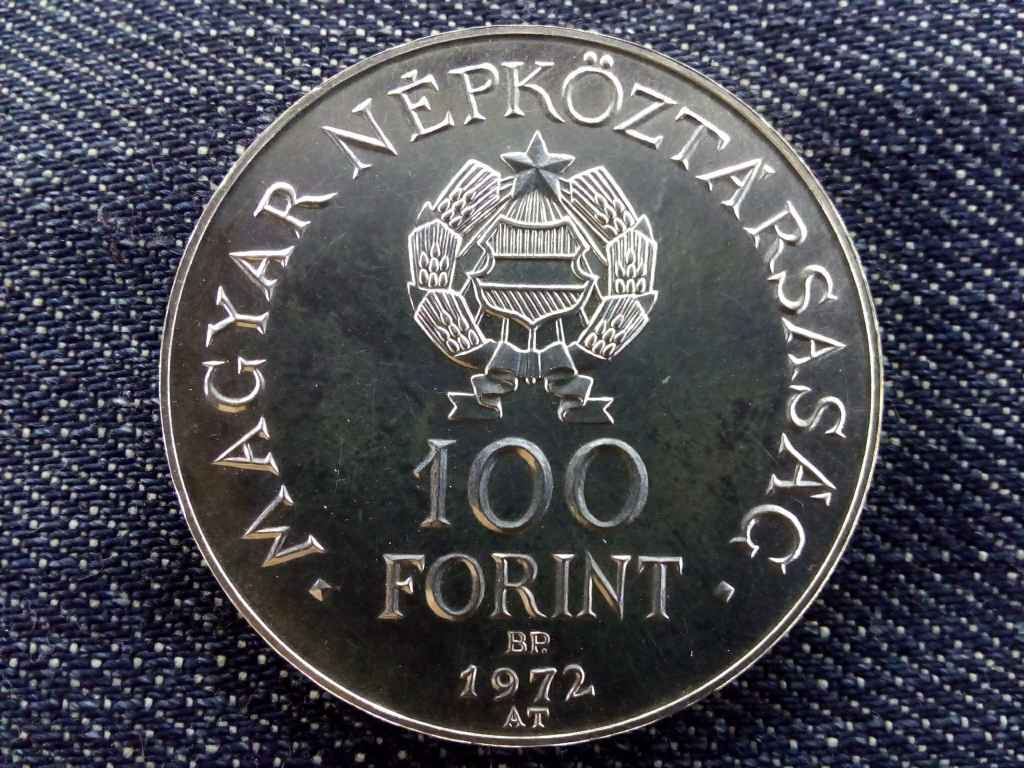 MAGYAR NÉPKÖZTÁRSASÁG
100
FORINT
BP.
1972
AT